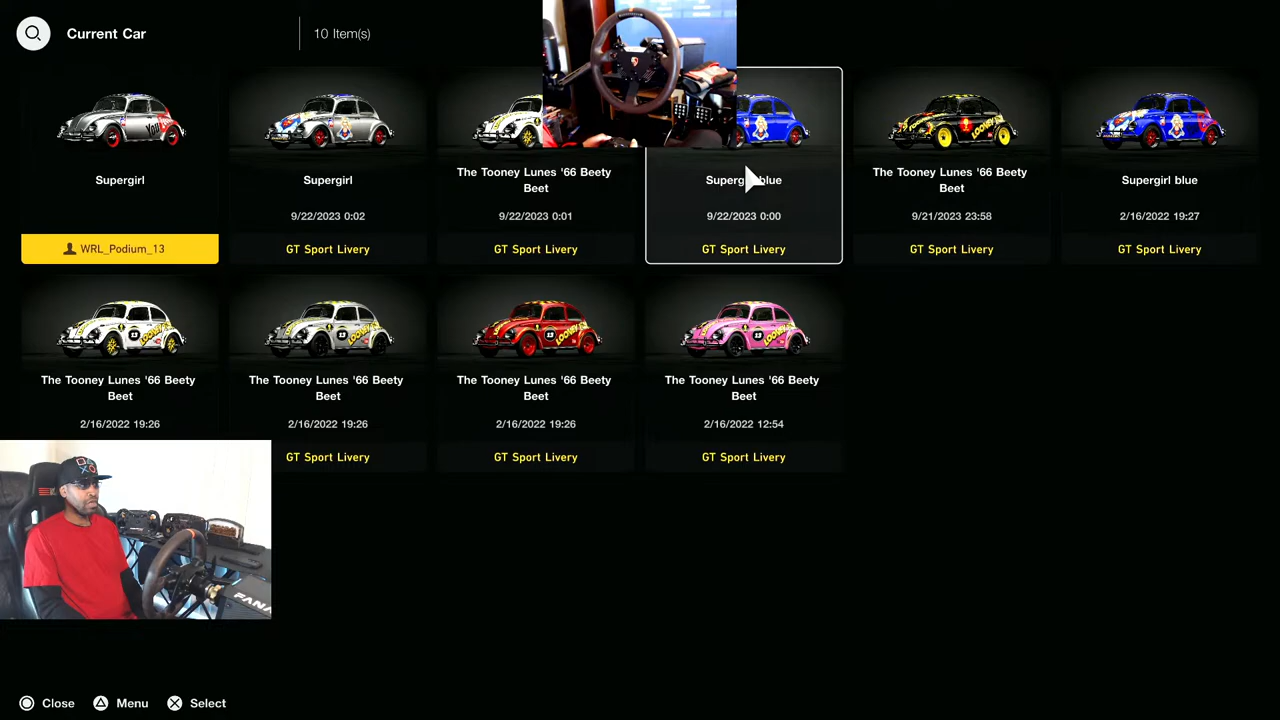 Current Car
10 Item(s)
Supergirl
WRL_Podium_13
Supergirl
9/22/2023 0:02
GT Sport Livery
The Tooney Lunes '66 Beety
Beet
9/22/2023 0:01
GT Sport Livery
9/22/2023 0:00
GT Sport Livery
The Tooney Lunes '66 Beety
Beet
9/21/2023 23:58
GT Sport Livery
Supergirl blue
2/16/2022 19:27
GT Sport Livery
The Tooney Lunes '66 Beety
Beet
2/16/2022 19:26
The Tooney Lunes '66 Beety
Beet
2/16/2022 19:26
GT Sport Livery
The Tooney Lunes '66 Beety
Beet
2/16/2022 19:26
GT Sport Livery
The Tooney Lunes '66 Beety
Beet
2/16/2022 12:54
GT Sport Livery
Close
Menu
Select